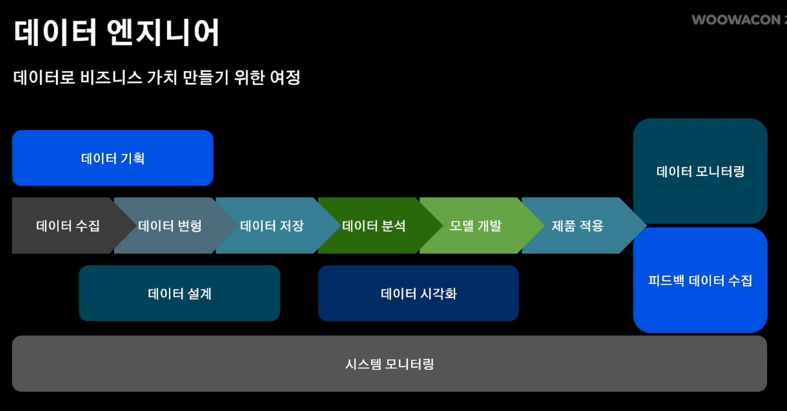 WOOWACON 2
데이터 엔지니어
데이터로 비즈니스 가치 만들기 위한 여정
데이터 기획
데이터 모니터링
데이터 수집
데이터 변형
데이터 저장
데이터 분석
모델 개발
제품 적용
데이터 설계
데이터 시각화
피드백 데이터 수집
시스템 모니터링